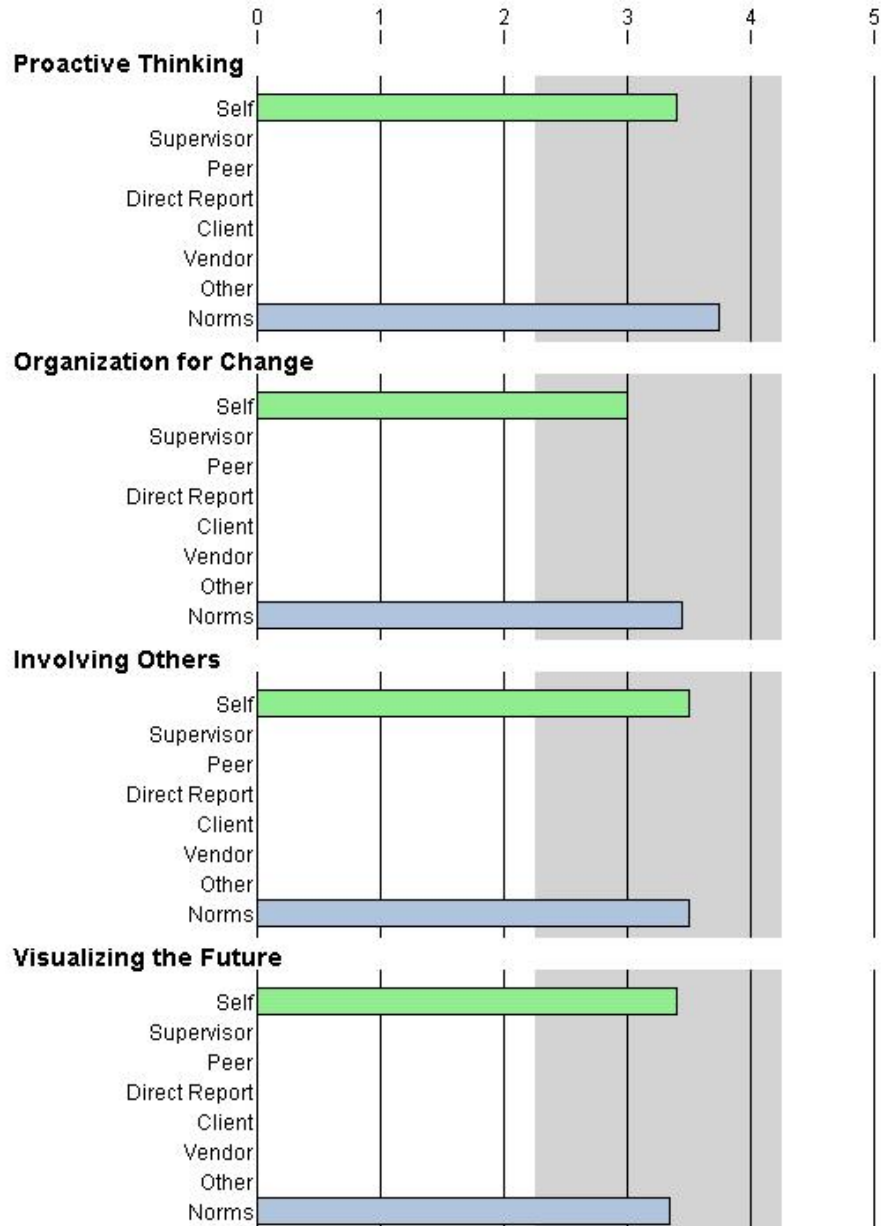 0 1 2 3 4 5
Proactive Thinking
Self
Supervisor
Peer
Direct Report
Client
Vendor
Other
Norms
Organization for Change
Self
Supervisor
Peer
Direct Report
Client
Vendor
Other
Norms
Involving Others
Self
Supervisor
Peer
Direct Report
Client
Vendor
Other
Norms
Visualizing the Future
Self
Supervisor
Peer
Direct Report
Client
Vendor
Other
Norms